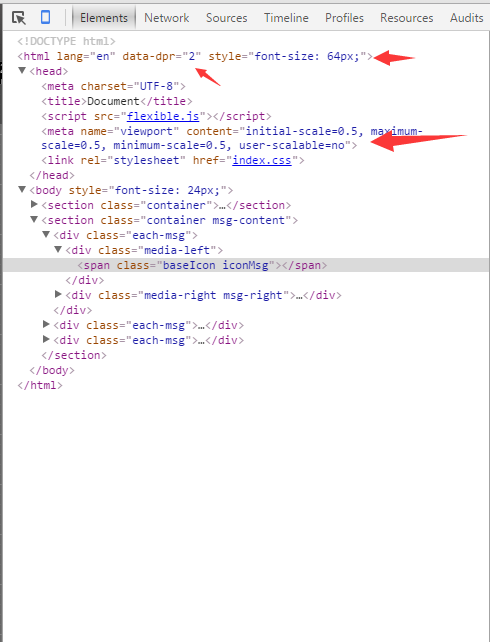 Elements Network Sources Timeline Profiles Resources Audits
<!DOCTYPE html>
<html lang="en" data-dpr="2" style="font-size: 64px;">
<head>
<meta charset="UTF-8">
<title>Document</title>
<script src="flexible.js"></script>
<meta name="viewport" content="initial-scale=0.5, maximum-
scale=0.5, minimum-scale=0.5, user-scalable=no">
<link rel="stylesheet" href="index.css">
</head>
<body style="font-size: 24px;">
<section class="container">…</section>
<section class="container msg-content">
<div class="each-msg">
<div class="media-left">
<span class="baseIcon iconMsg"></span>
</div>
<div class="media-right msg-right">…</div>
</div>
<div class="each-msg">…</div>
<div class="each-msg">…</div>
</section>
</body>
</html>